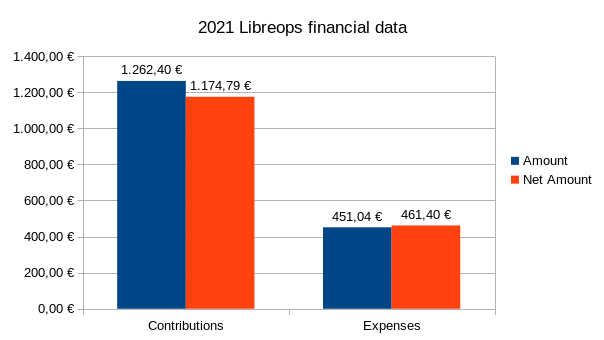 2021 Libreops financial data
1.400,00 €
1.200,00 €
1.000,00 €
800,00 €
600,00 €
400,00 €
200,00 €
0,00 €
1.262,40 €
1.174,79 €
451,04 €
461,40 €
Contributions
Expenses
Amount
Net Amount